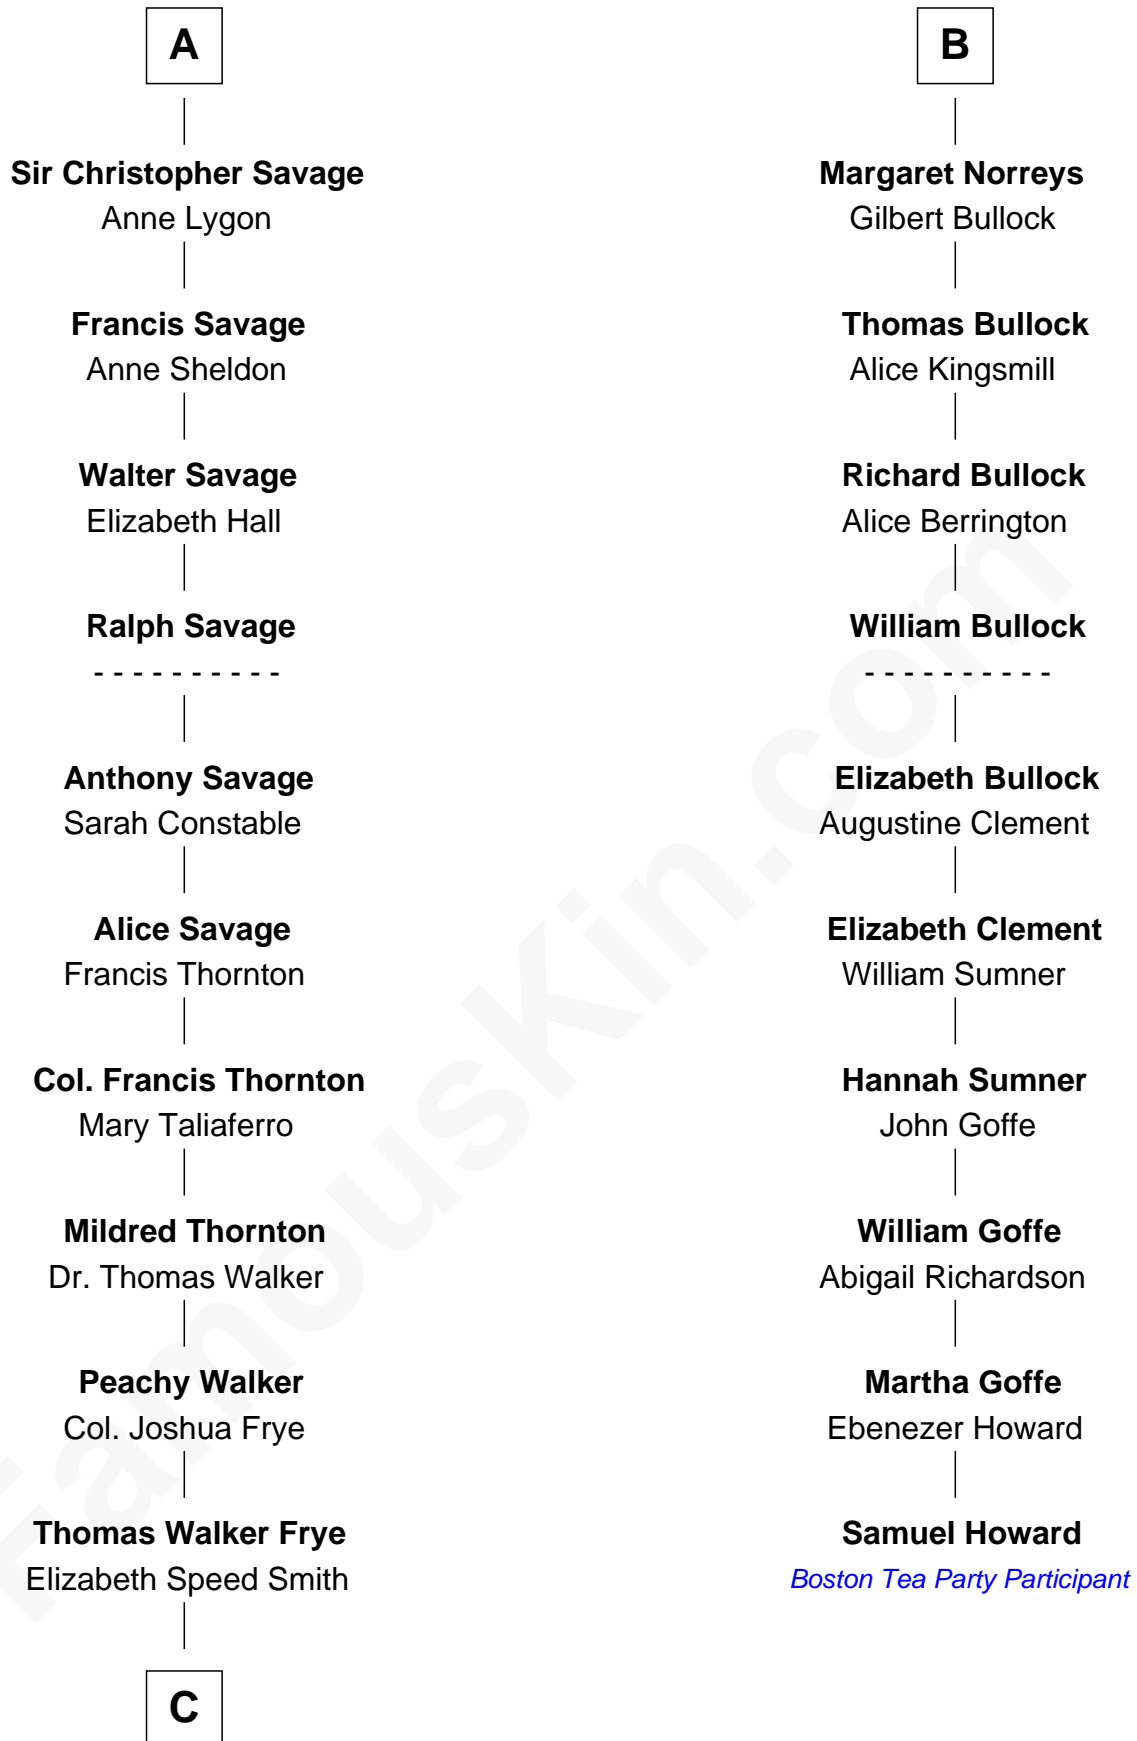 A
Sir Christopher Savage
Anne Lygon
Francis Savage
Anne Sheldon
Walter Savage
Elizabeth Hall
Ralph Savage
- - - - - - - - - -
Anthony Savage
Sarah Constable
Alice Savage
Francis Thornton
Col. Francis Thornton
Mary Taliaferro
Mildred Thornton
Dr. Thomas Walker
Peachy Walker
Col. Joshua Frye
Thomas Walker Frye
Elizabeth Speed Smith
C
B
Margaret Norreys
Gilbert Bullock
Thomas Bullock
Alice Kingsmill
Richard Bullock
Alice Berrington
William Bullock
- - - - - - - - - -
Elizabeth Bullock
Augustine Clement
Elizabeth Clement
William Sumner
Hannah Sumner
John Goffe
William Goffe
Abigail Richardson
Martha Goffe
Ebenezer Howard
Samuel Howard
Boston Tea Party Participant
FamousKin.com